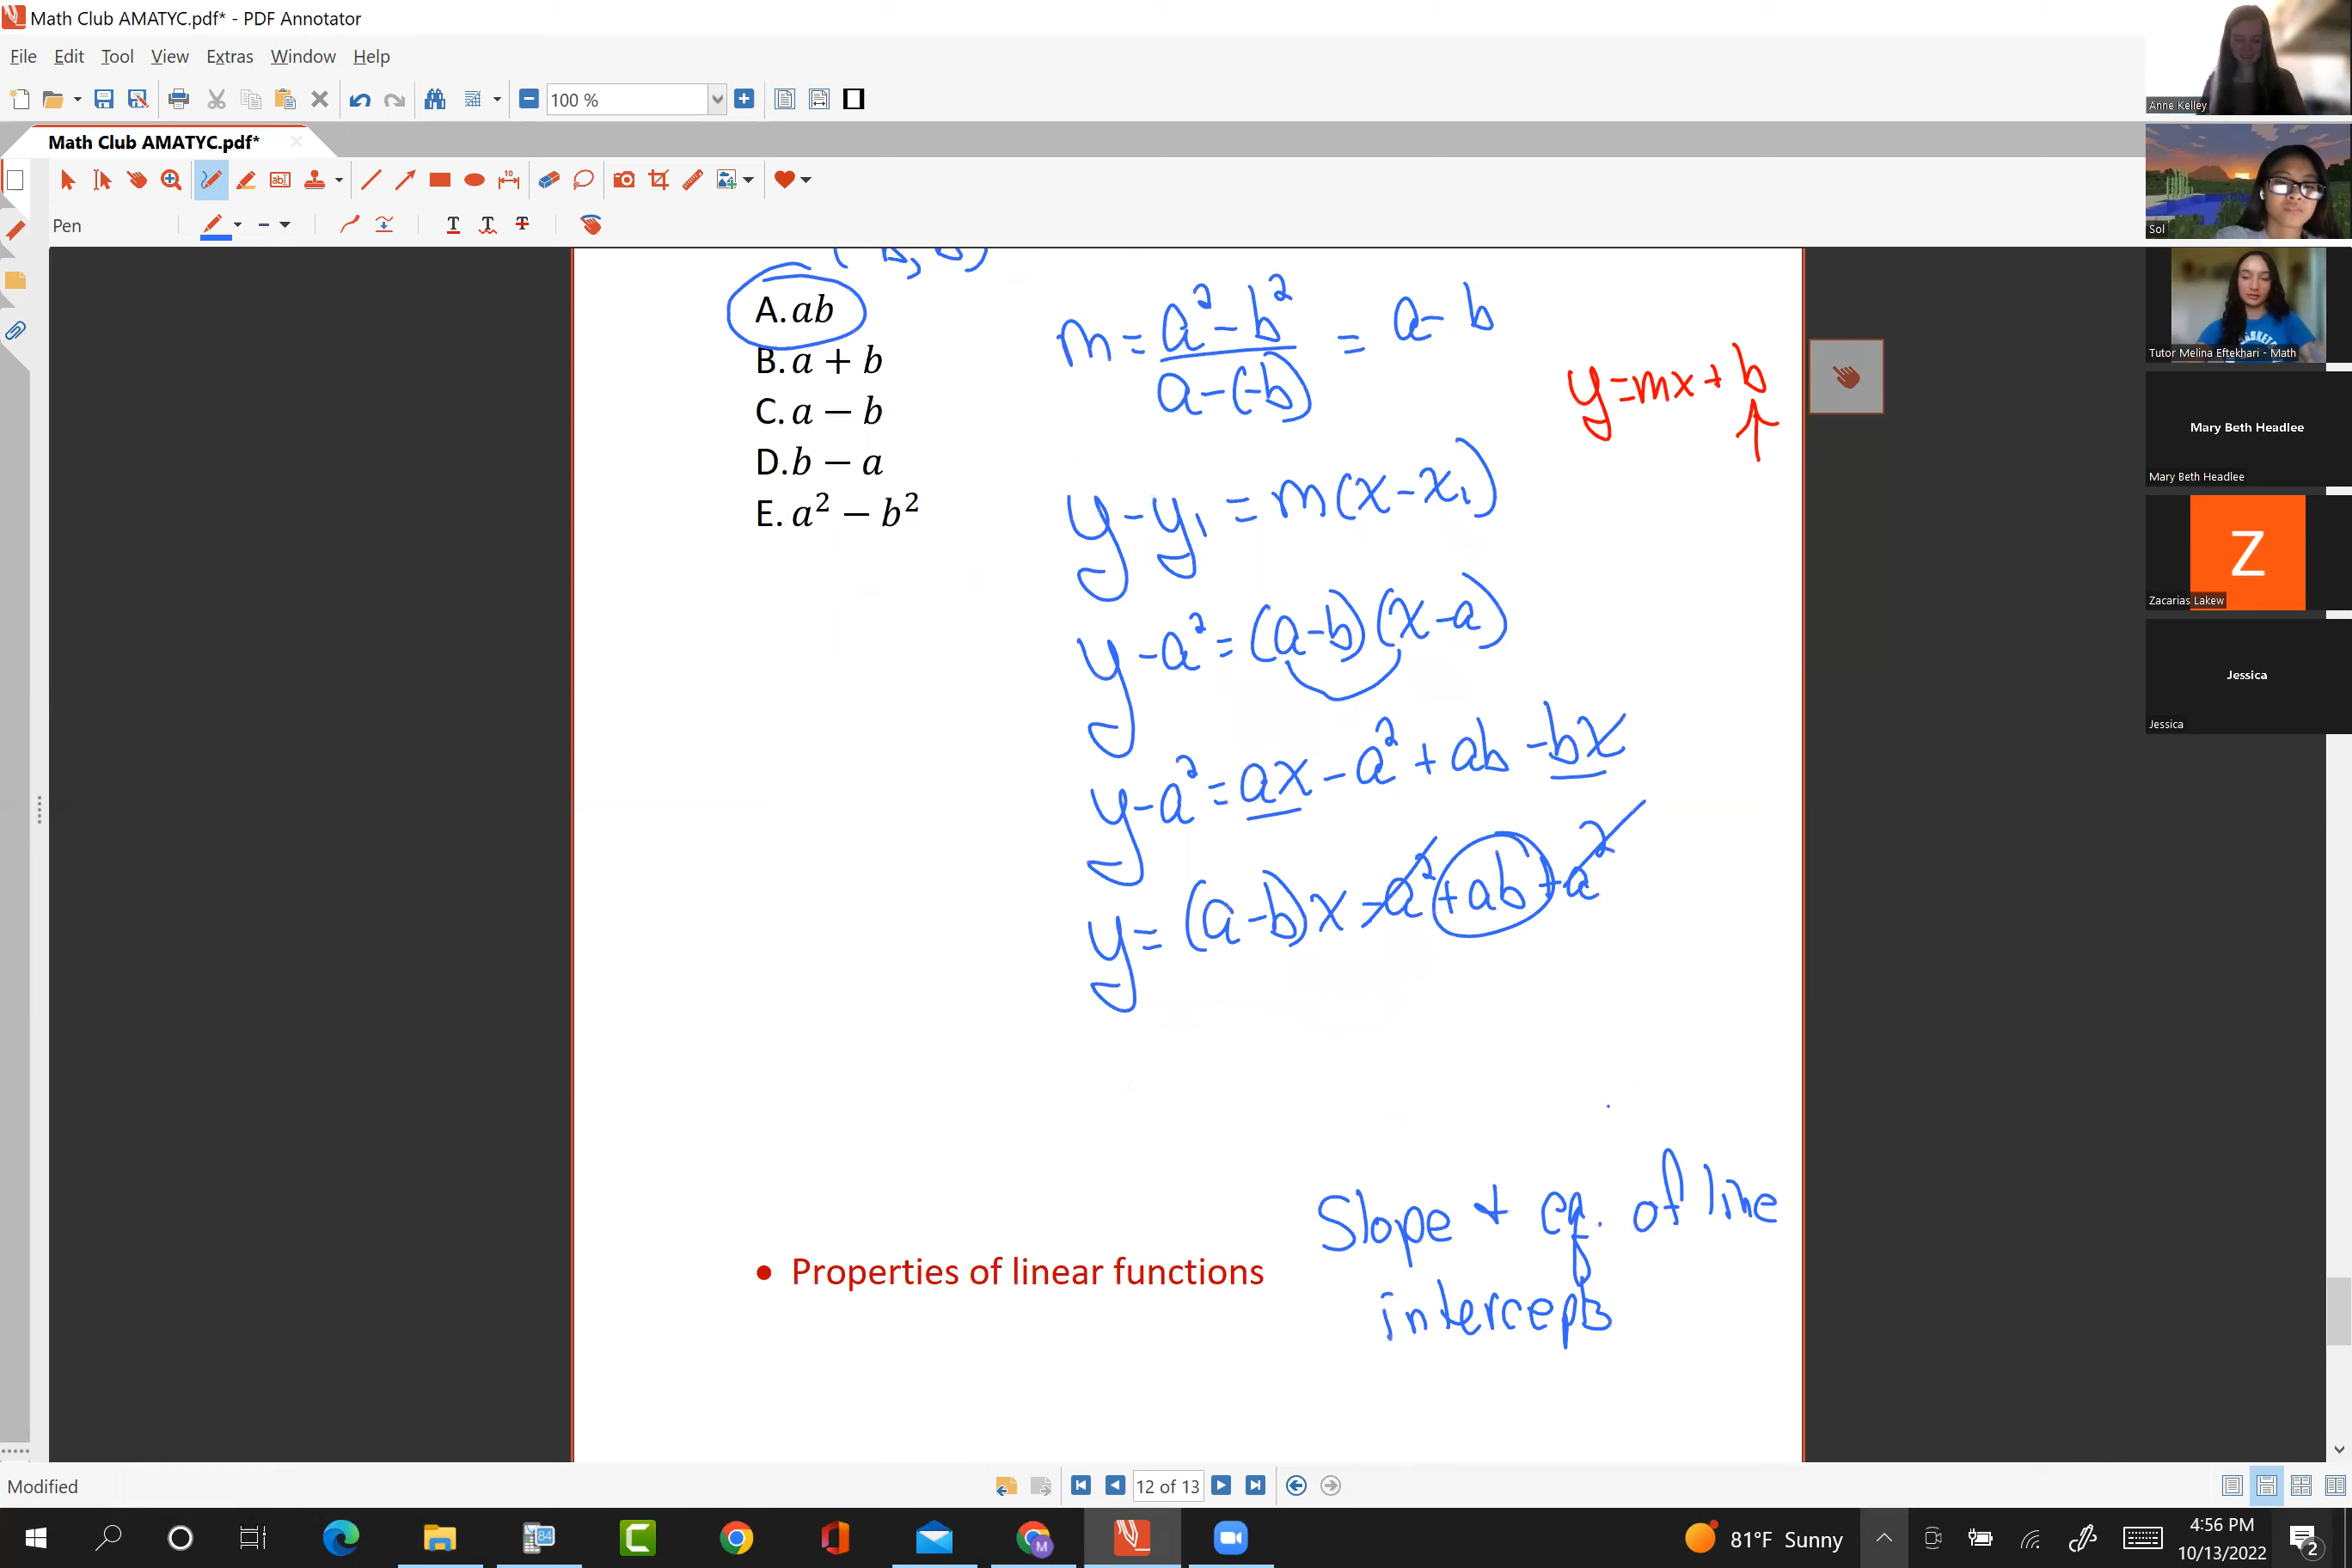 Math Club AMATYC.pdf* - PDF Annotator
File Edit Tool View Extras Window Help
100 %
Math Club AMATYC.pdf*
Pen
A. ab
B. a + b
C. a − b
D. b − a
E. a² − b²
m = a² − b² / a − (−b) = a − b
y = mx + b
y − y₁ = m(x − x₁)
y − a² = (a − b)(x − a)
y − a² = ax − a² + ab − bx
y = (a − b)x − a² + ab + a²
Slope + eq. of line
• Properties of linear functions
intercepts
Anne Kelley
Sol
Tutor Melina Eftekhari - Math
Mary Beth Headlee
Mary Beth Headlee
Z
Zacarias Lakew
Jessica
Jessica
Modified
12 of 13
81°F Sunny
4:56 PM
10/13/2022
2